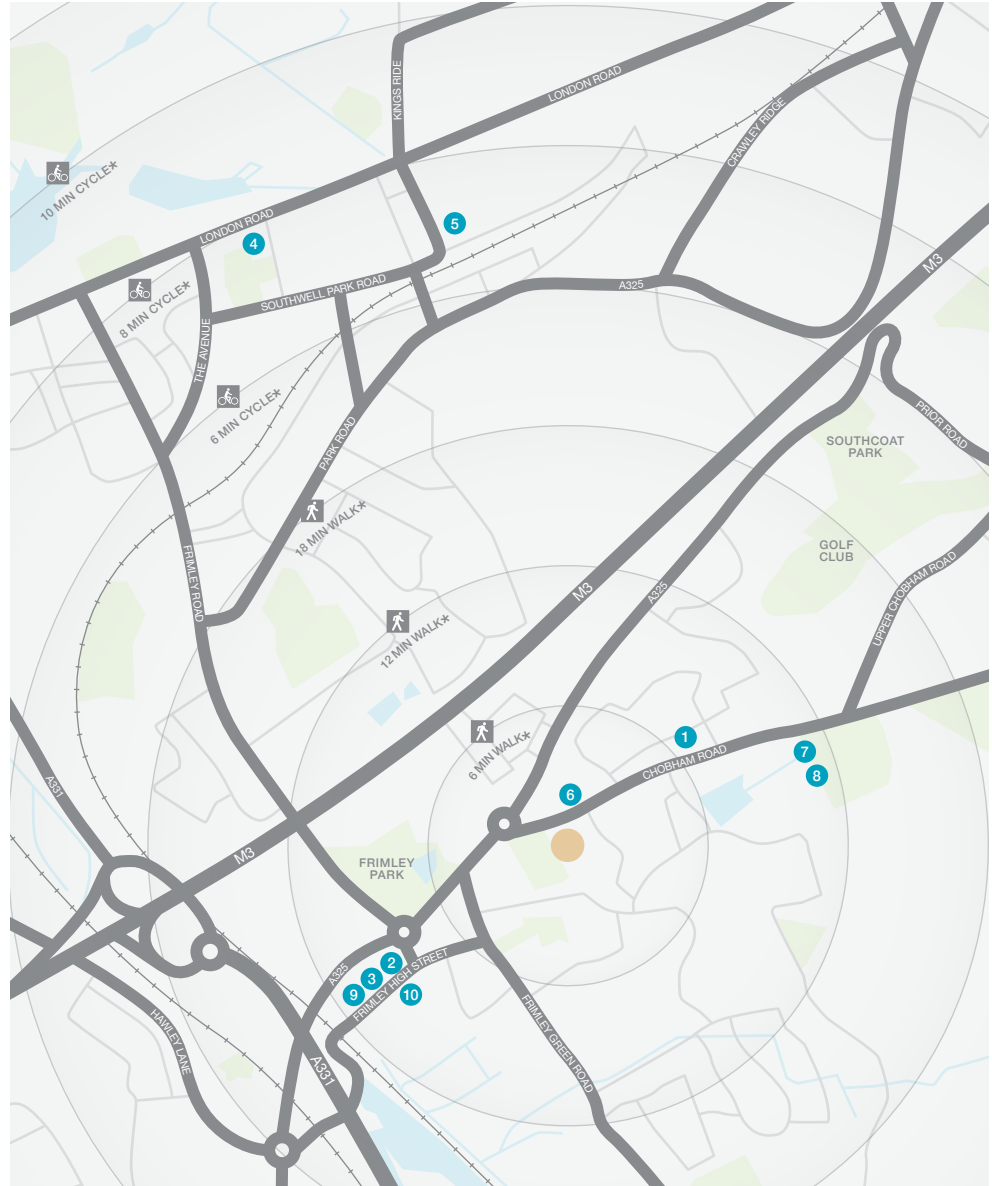 KINGS RIDE
LONDON ROAD
CRAWLEY RIDGE
10 MIN CYCLE*
LONDON ROAD
5
4
M3
8 MIN CYCLE*
SOUTHWELL PARK ROAD
A325
THE AVENUE
6 MIN CYCLE*
PRIOR ROAD
PARK ROAD
SOUTHCOAT
PARK
18 MIN WALK*
GOLF
CLUB
FRIMLEY ROAD
M3
A325
UPPER CHOBHAM ROAD
12 MIN WALK*
6 MIN WALK*
1
CHOBHAM ROAD
7
8
6
A331
M3
FRIMLEY
PARK
A325
2
3
9
10
FRIMLEY HIGH STREET
HAWLEY LANE
A331
FRIMLEY GREEN ROAD